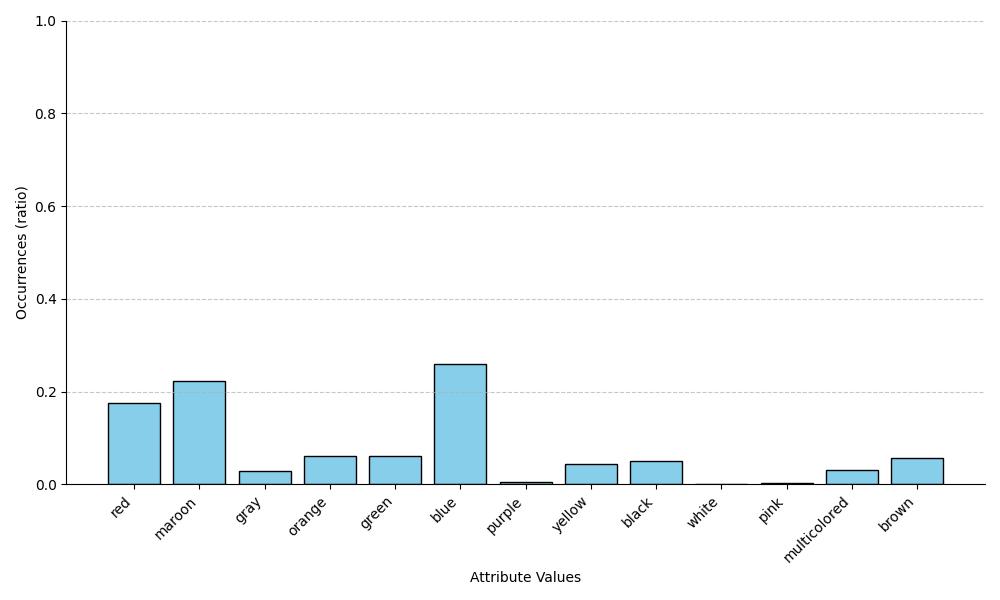 1.0
0.8
0.6
0.4
0.2
0.0
Occurrences (ratio)
red
maroon
gray
orange
green
blue
purple
yellow
black
white
pink
multicolored
brown
Attribute Values